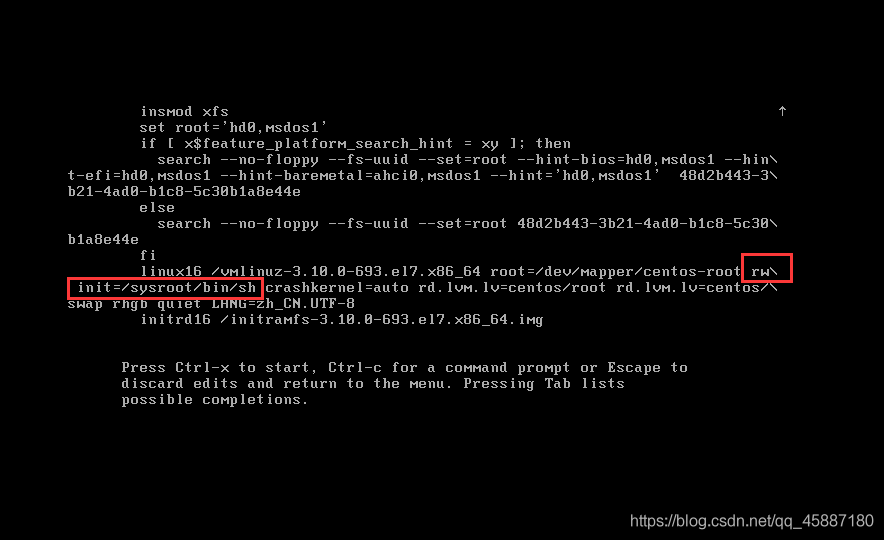 insmod xfs ↑
set root='hd0,msdos1'
if [ x$feature_platform_search_hint = xy ]; then
search --no-floppy --fs-uuid --set=root --hint-bios=hd0,msdos1 --hin\
t-efi=hd0,msdos1 --hint-baremetal=ahci0,msdos1 --hint='hd0,msdos1'  48d2b443-3\
b21-4ad0-b1c8-5c30b1a8e44e
else
search --no-floppy --fs-uuid --set=root 48d2b443-3b21-4ad0-b1c8-5c30\
b1a8e44e
fi
linux16 /vmlinuz-3.10.0-693.el7.x86_64 root=/dev/mapper/centos-root rw\
init=/sysroot/bin/sh crashkernel=auto rd.lvm.lv=centos/root rd.lvm.lv=centos/\
swap rhgb quiet LANG=zh_CN.UTF-8
initrd16 /initramfs-3.10.0-693.el7.x86_64.img
Press Ctrl-x to start, Ctrl-c for a command prompt or Escape to
discard edits and return to the menu. Pressing Tab lists
possible completions.
https://blog.csdn.net/qq_45887180